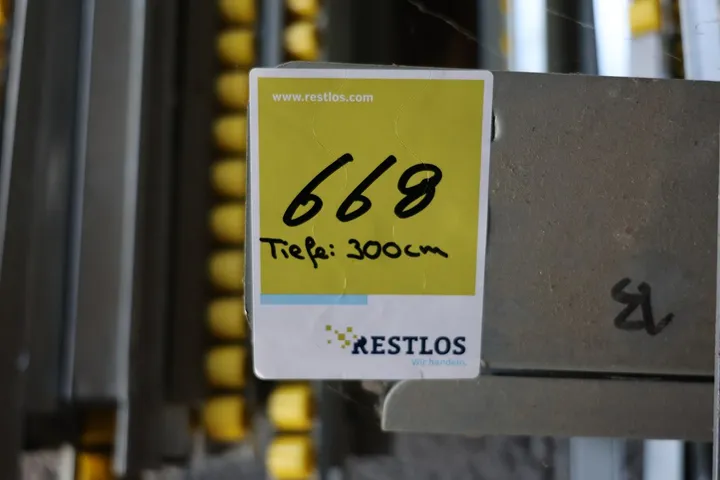 www.restlos.com
668
Tiefe: 300cm
RESTLOS
Wir handeln.